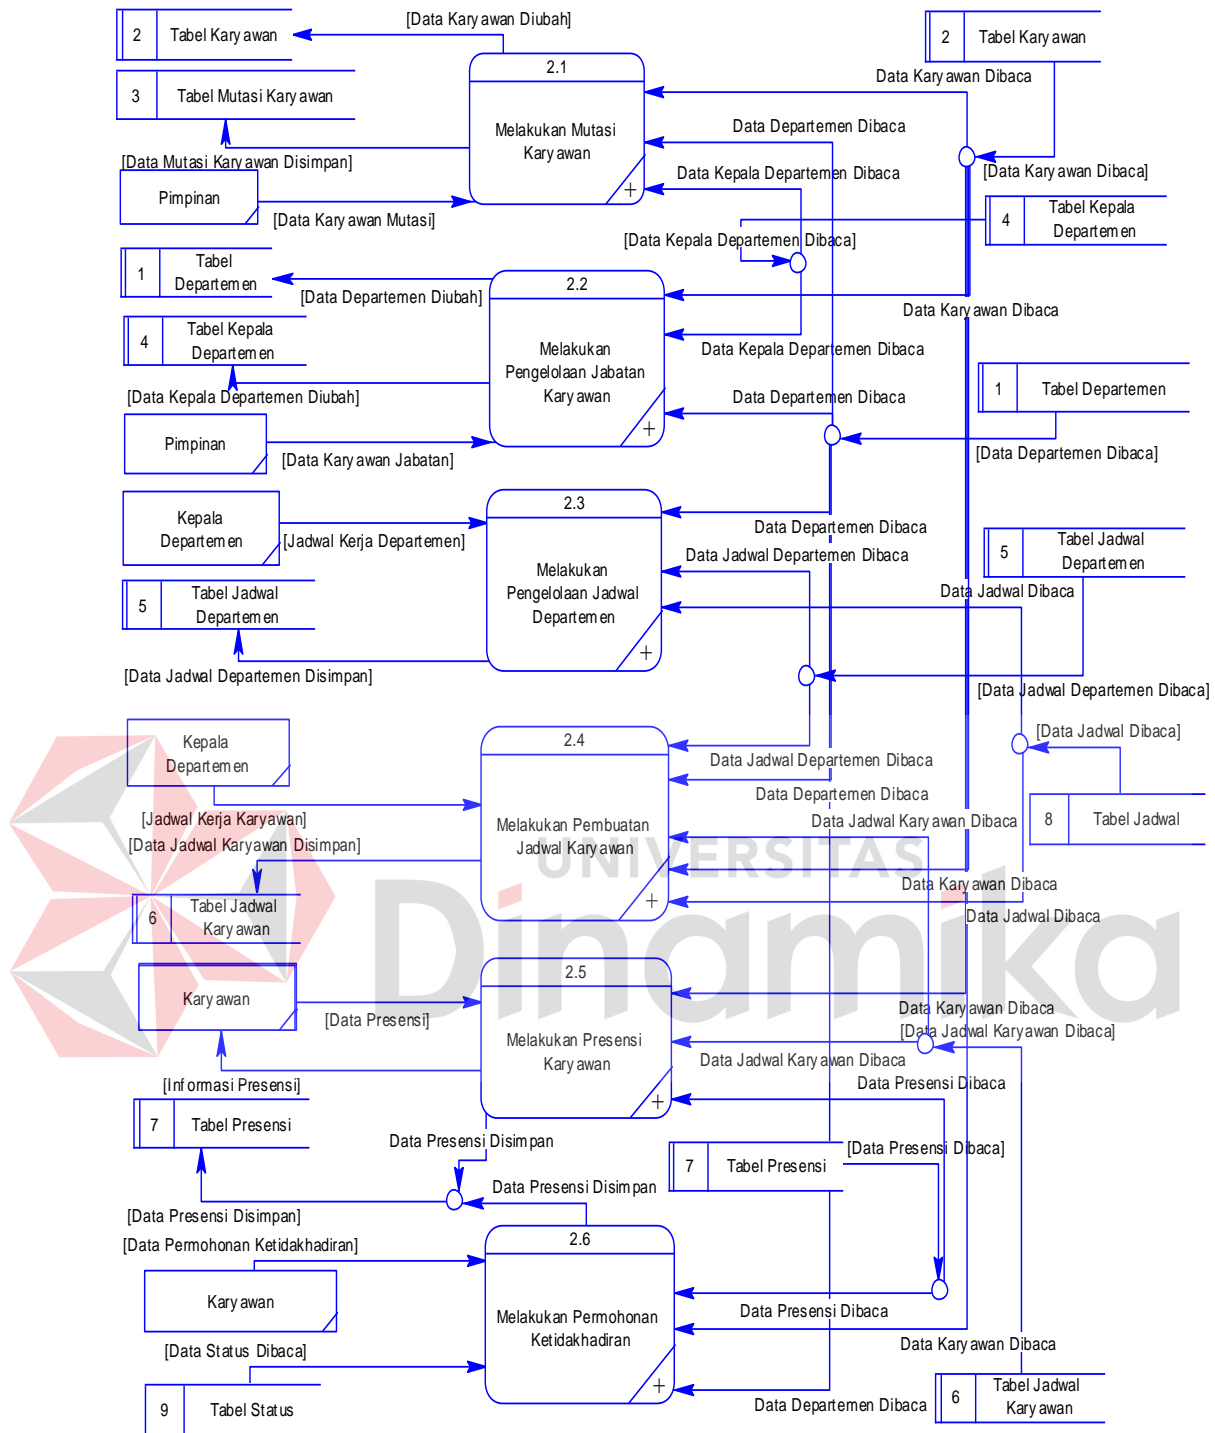 [Data Karyawan Diubah]
2
Tabel Karyawan
2
Tabel Karyawan
2.1
Data Karyawan Dibaca
3
Tabel Mutasi Karyawan
Melakukan Mutasi
Karyawan
Data Departemen Dibaca
[Data Mutasi Karyawan Disimpan]
[Data Karyawan Dibaca]
Pimpinan
+
Data Kepala Departemen Dibaca
[Data Karyawan Mutasi]
4
Tabel Kepala
Departemen
[Data Kepala Departemen Dibaca]
1
Tabel
Departemen
2.2
[Data Departemen Diubah]
Data Karyawan Dibaca
4
Tabel Kepala
Departemen
Melakukan
Pengelolaan Jabatan
Karyawan
Data Kepala Departemen Dibaca
[Data Kepala Departemen Diubah]
Data Departemen Dibaca
1
Tabel Departemen
Pimpinan
+
[Data Karyawan Jabatan]
[Data Departemen Dibaca]
2.3
Kepala
Departemen
[Jadwal Kerja Departemen]
Data Departemen Dibaca
Data Jadwal Departemen Dibaca
5
Tabel Jadwal
Departemen
Melakukan
Pengelolaan Jadwal
Departemen
5
Tabel Jadwal
Departemen
Data Jadwal Dibaca
+
[Data Jadwal Departemen Disimpan]
[Data Jadwal Departemen Dibaca]
Kepala
Departemen
2.4
[Data Jadwal Dibaca]
Data Jadwal Departemen Dibaca
Data Departemen Dibaca
[Jadwal Kerja Karyawan]
Melakukan Pembuatan
Jadwal Karyawan
Data Jadwal Karyawan Dibaca
8
Tabel Jadwal
[Data Jadwal Karyawan Disimpan]
UNIVERSITAS
Dinamika
Data Karyawan Dibaca
6
Tabel Jadwal
Karyawan
+
Data Jadwal Dibaca
2.5
Karyawan
[Data Presensi]
Data Karyawan Dibaca
[Data Jadwal Karyawan Dibaca]
Melakukan Presensi
Karyawan
Data Jadwal Karyawan Dibaca
[Informasi Presensi]
Data Presensi Dibaca
+
7
Tabel Presensi
Data Presensi Disimpan
[Data Presensi Dibaca]
7
Tabel Presensi
Data Presensi Disimpan
[Data Presensi Disimpan]
[Data Permohonan Ketidakhadiran]
2.6
Karyawan
Melakukan Permohonan
Ketidakhadiran
Data Presensi Dibaca
[Data Status Dibaca]
Data Karyawan Dibaca
+
9
Tabel Status
Data Departemen Dibaca
6
Tabel Jadwal
Karyawan